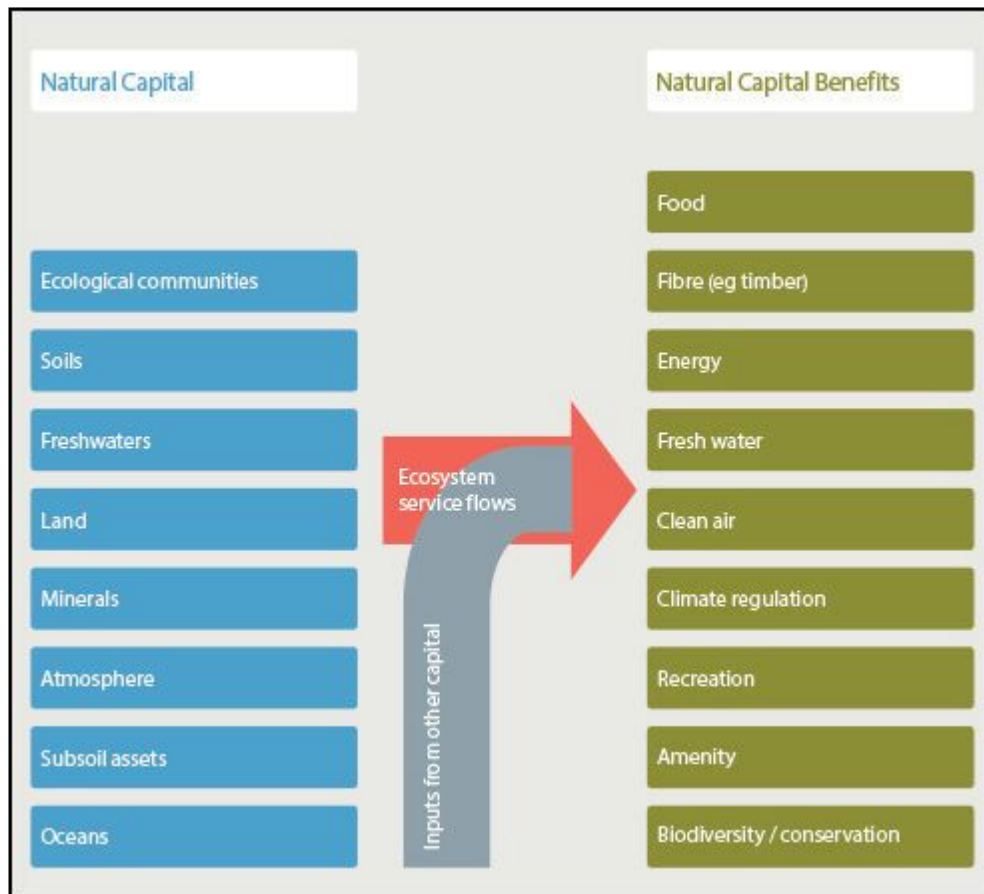 Natural Capital
Natural Capital Benefits
Food
Ecological communities
Fibre (eg timber)
Soils
Energy
Freshwaters
Fresh water
Ecosystem
service flows
Land
Clean air
Minerals
Climate regulation
Inputs from other capital
Atmosphere
Recreation
Subsoil assets
Amenity
Oceans
Biodiversity / conservation